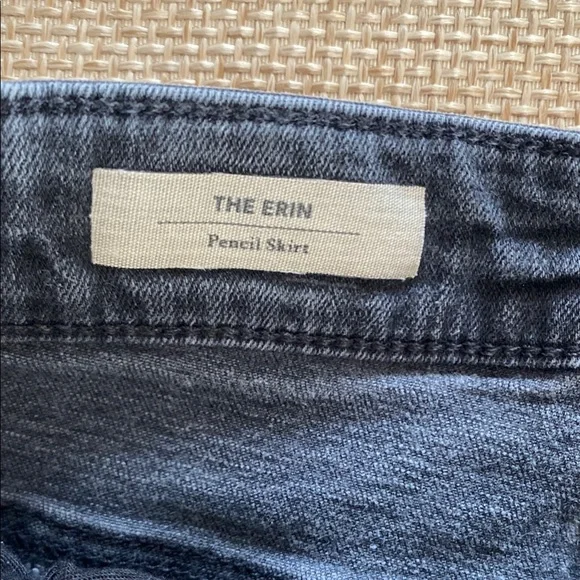 THE ERIN
Pencil Skirt